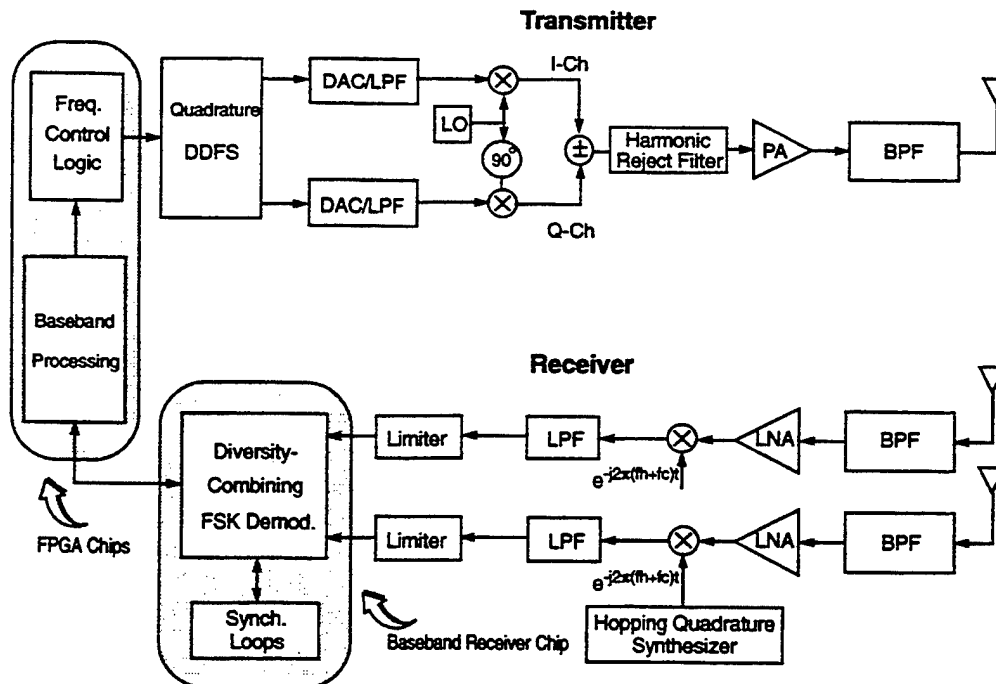 Transmitter
Freq.
Control
Logic
Quadrature
DDFS
DAC/LPF
LO
90°
I-Ch
±
Harmonic
Reject Filter
PA
BPF
DAC/LPF
Q-Ch
Baseband
Processing
Receiver
Diversity-
Combining
FSK Demod.
Limiter
LPF
e-j2π(fh+fc)t
LNA
BPF
Limiter
LPF
e-j2π(fh+fc)t
LNA
BPF
FPGA Chips
Synch.
Loops
Baseband Receiver Chip
Hopping Quadrature
Synthesizer